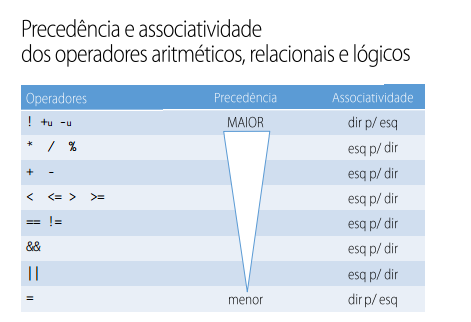 Precedência e associatividade
dos operadores aritméticos, relacionais e lógicos
Operadores Precedência Associatividade
! +u -u MAIOR dir p/ esq
* / % esq p/ dir
+ - esq p/ dir
< <= > >= esq p/ dir
== != esq p/ dir
&& esq p/ dir
|| esq p/ dir
= menor dir p/ esq